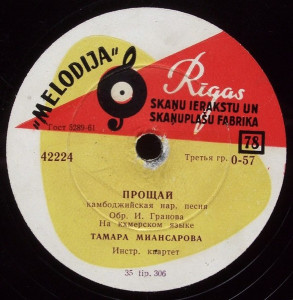 "MELODIJA"
Rīgas
SKAŅU IERAKSTU UN
SKAŅUPLAŠU FABRIKA
Гост 5289-61
78
42224
Третья гр. 0-57
ПРОЩАЙ
камбоджийская нар. песня
Обр. И. Гранова
На кхмерском языке
ТАМАРА МИАНСАРОВА
Инстр. квартет
35 tip. 306